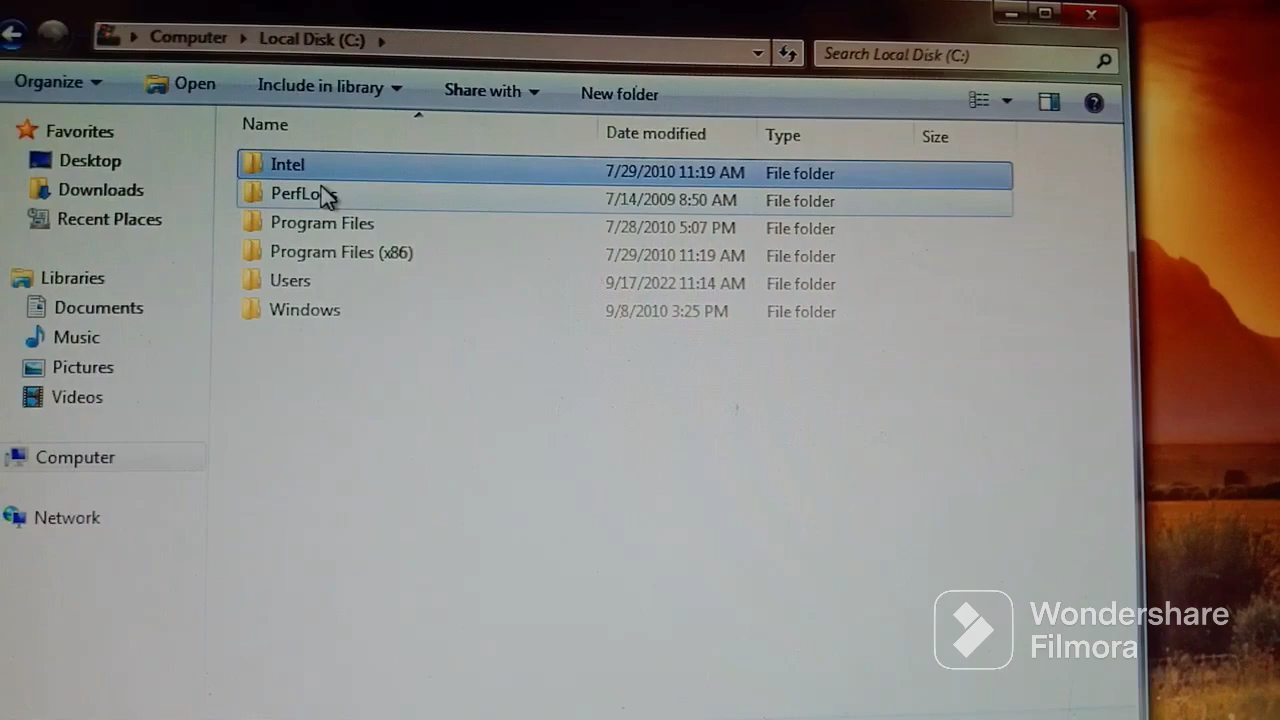 Computer Local Disk (C:)
Search Local Disk (C:)
Organize Open Include in library Share with New folder
Name Date modified Type Size
Favorites
Desktop
Downloads
Recent Places
Libraries
Documents
Music
Pictures
Videos
Computer
Network
Intel 7/29/2010 11:19 AM File folder
7/14/2009 8:50 AM File folder
Program Files 7/28/2010 5:07 PM File folder
Program Files (x86) 7/29/2010 11:19 AM File folder
Users 9/17/2022 11:14 AM File folder
Windows 9/8/2010 3:25 PM File folder
Wondershare
Filmora